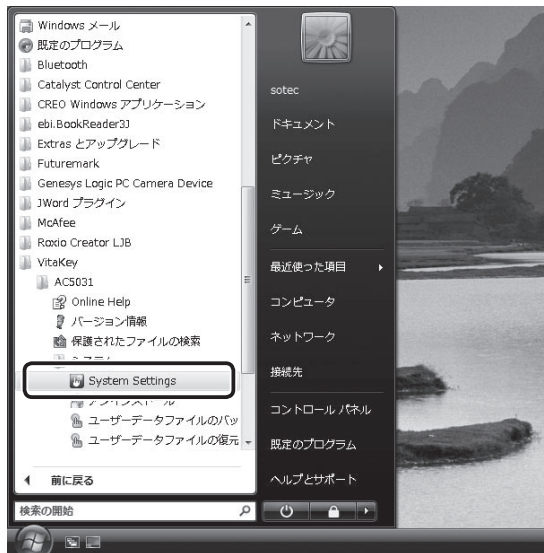 Windows メール
既定のプログラム
Bluetooth
Catalyst Control Center
CREO Windows アプリケーション
ebi.BookReader3J
Extras とアップグレード
Futuremark
Genesys Logic PC Camera Device
JWord プラグイン
McAfee
Roxio Creator LJB
VitaKey
AC5031
Online Help
バージョン情報
保護されたファイルの検索
System Settings
ユーザーデータファイルのバッ
ユーザーデータファイルの復元
前に戻る
検索の開始
sotec
ドキュメント
ピクチャ
ミュージック
ゲーム
最近使った項目
コンピュータ
ネットワーク
接続先
コントロール パネル
既定のプログラム
ヘルプとサポート